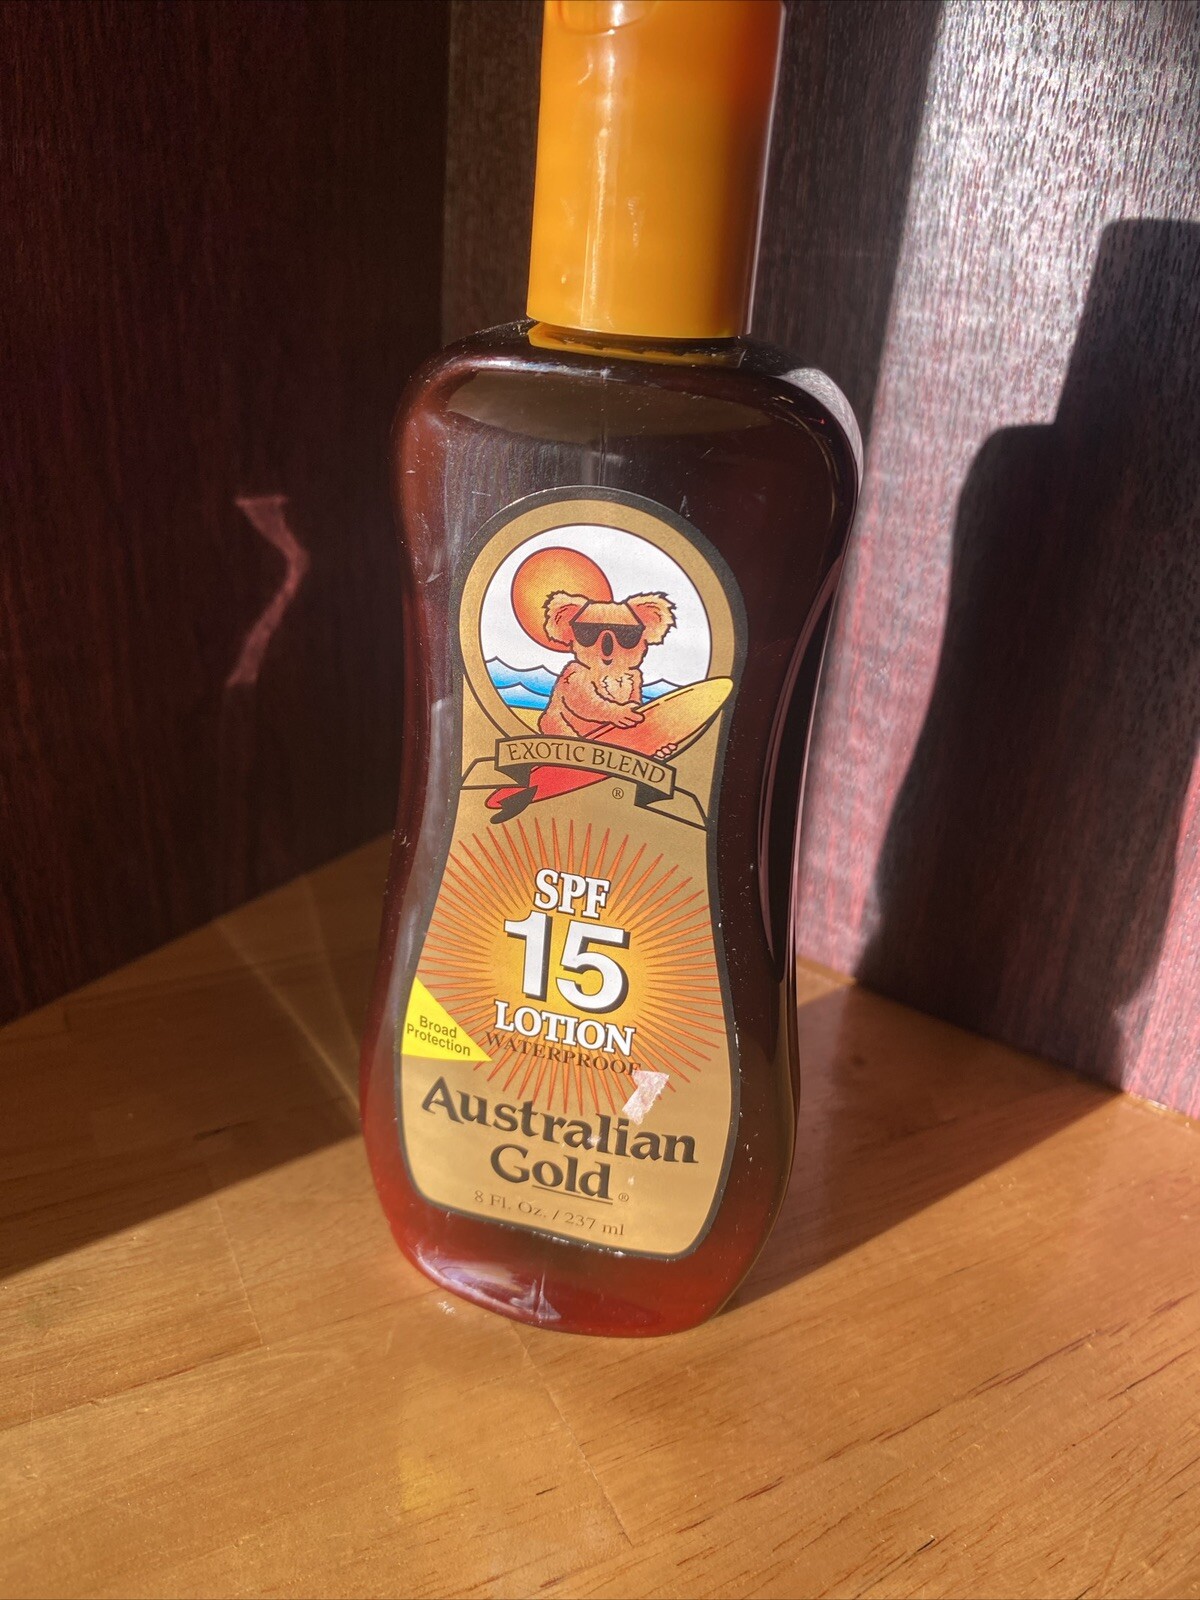 EXOTIC BLEND
®
SPF
15
LOTION
WATERPROOF
Broad
Protection
Australian
Gold®
8 Fl. Oz. / 237 ml